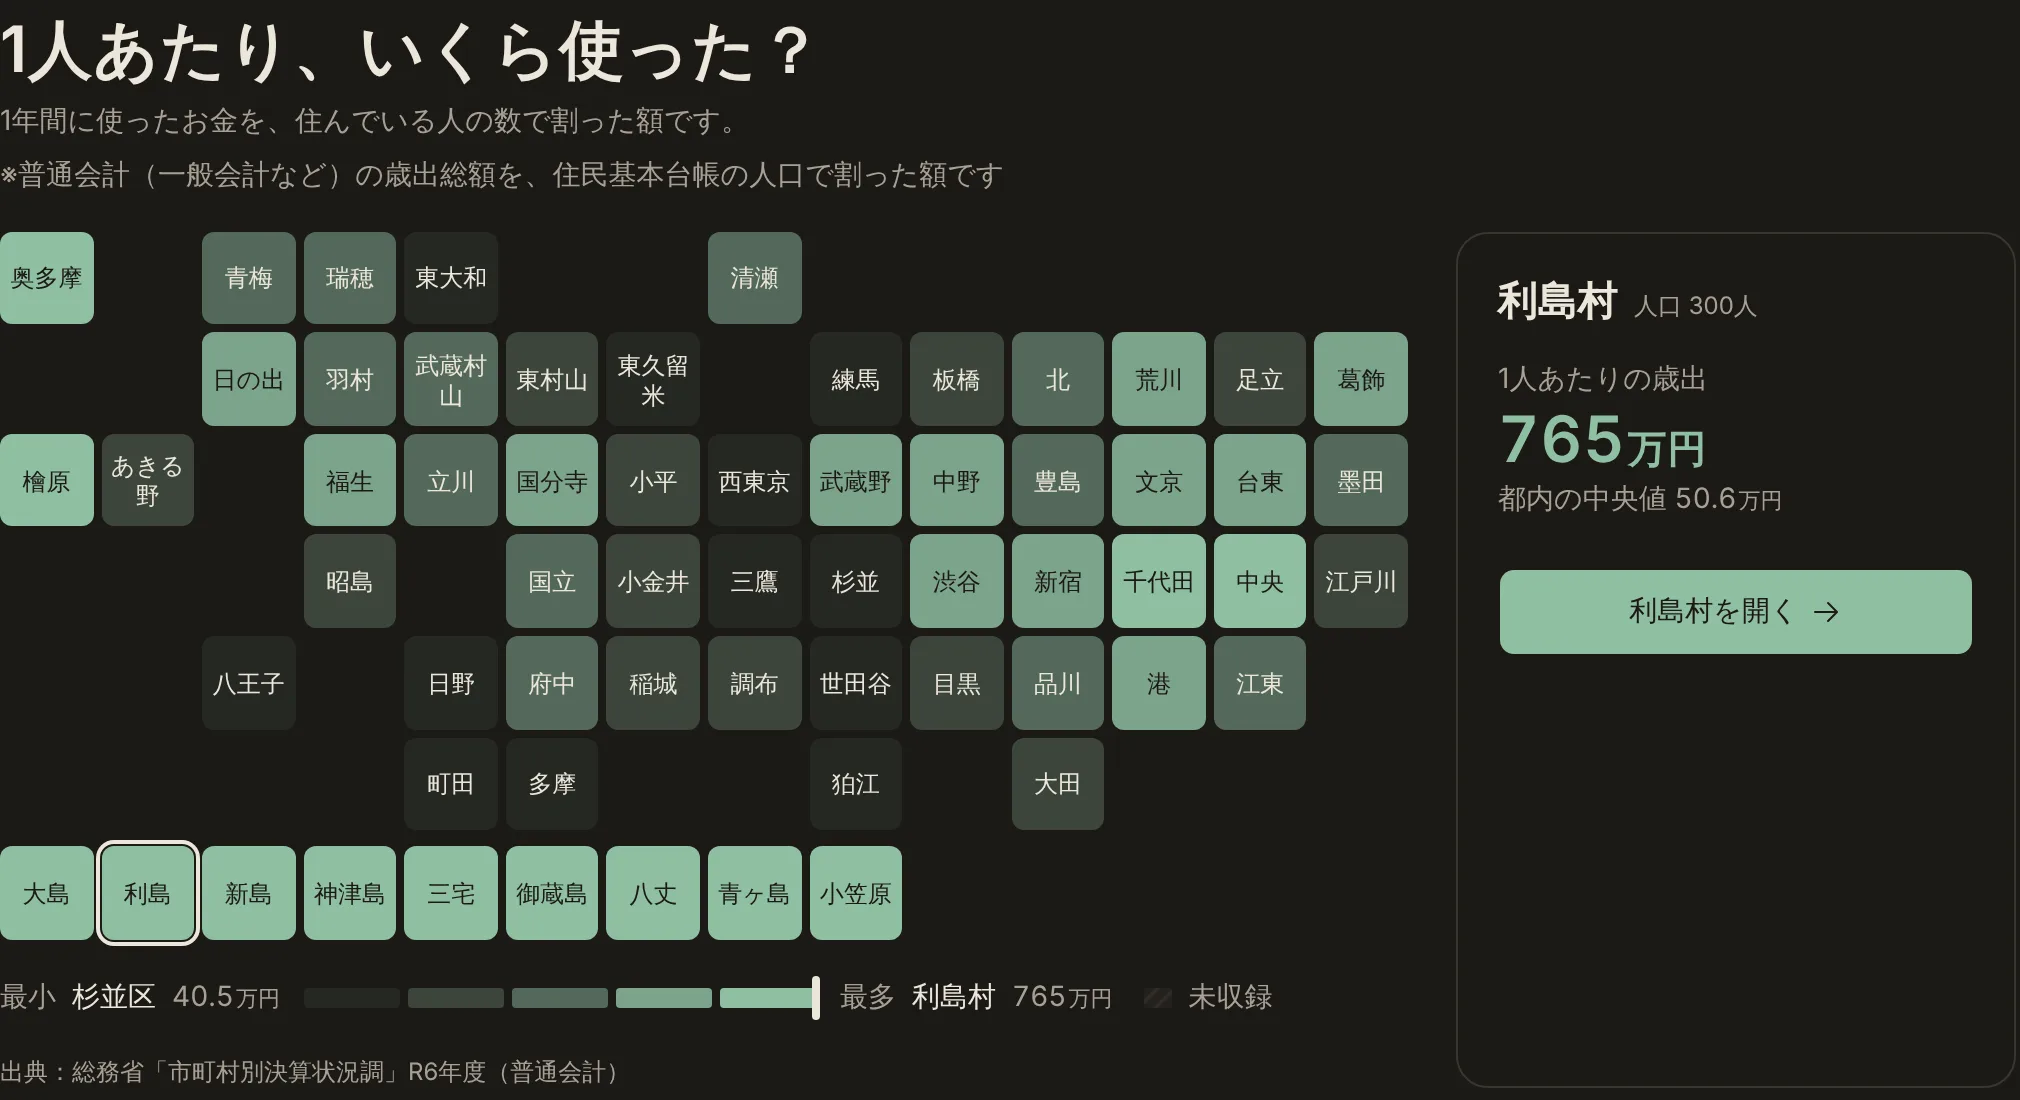 1人あたり、いくら使った？
1年間に使ったお金を、住んでいる人の数で割った額です。
※普通会計（一般会計など）の歳出総額を、住民基本台帳の人口で割った額です
奥多摩 青梅 瑞穂 東大和 清瀬
日の出 羽村 武蔵村山 東村山 東久留米 練馬 板橋 北 荒川 足立 葛飾
檜原 あきる野 福生 立川 国分寺 小平 西東京 武蔵野 中野 豊島 文京 台東 墨田
昭島 国立 小金井 三鷹 杉並 渋谷 新宿 千代田 中央 江戸川
八王子 日野 府中 稲城 調布 世田谷 目黒 品川 港 江東
町田 多摩 狛江 大田
大島 利島 新島 神津島 三宅 御蔵島 八丈 青ヶ島 小笠原
最小 杉並区 40.5万円 最多 利島村 765万円 未収録
出典：総務省「市町村別決算状況調」R6年度（普通会計）
利島村 人口 300人
1人あたりの歳出
765万円
都内の中央値 50.6万円
利島村を開く →